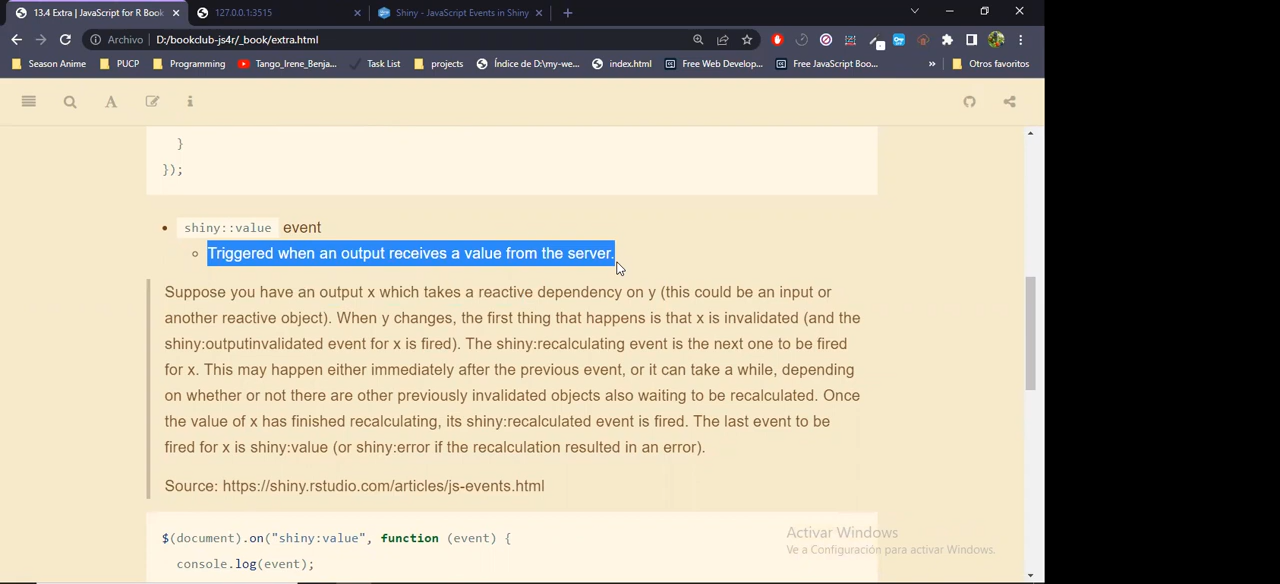 13.4 Extra | JavaScript for R Book
127.0.0.1:3515
Shiny - JavaScript Events in Shiny
Archivo
D:/bookclub-js4r/_book/extra.html
Season Anime
PUCP
Programming
Tango_Irene_Benja...
Task List
projects
Índice de D:\my-we...
index.html
Free Web Develop...
Free JavaScript Boo...
»
Otros favoritos
}
});
shiny::value event
Triggered when an output receives a value from the server.
Suppose you have an output x which takes a reactive dependency on y (this could be an input or
another reactive object). When y changes, the first thing that happens is that x is invalidated (and the
shiny:outputinvalidated event for x is fired). The shiny:recalculating event is the next one to be fired
for x. This may happen either immediately after the previous event, or it can take a while, depending
on whether or not there are other previously invalidated objects also waiting to be recalculated. Once
the value of x has finished recalculating, its shiny:recalculated event is fired. The last event to be
fired for x is shiny:value (or shiny:error if the recalculation resulted in an error).
Source: https://shiny.rstudio.com/articles/js-events.html
$(document).on("shiny:value", function (event) {
console.log(event);
Activar Windows
Ve a Configuración para activar Windows.